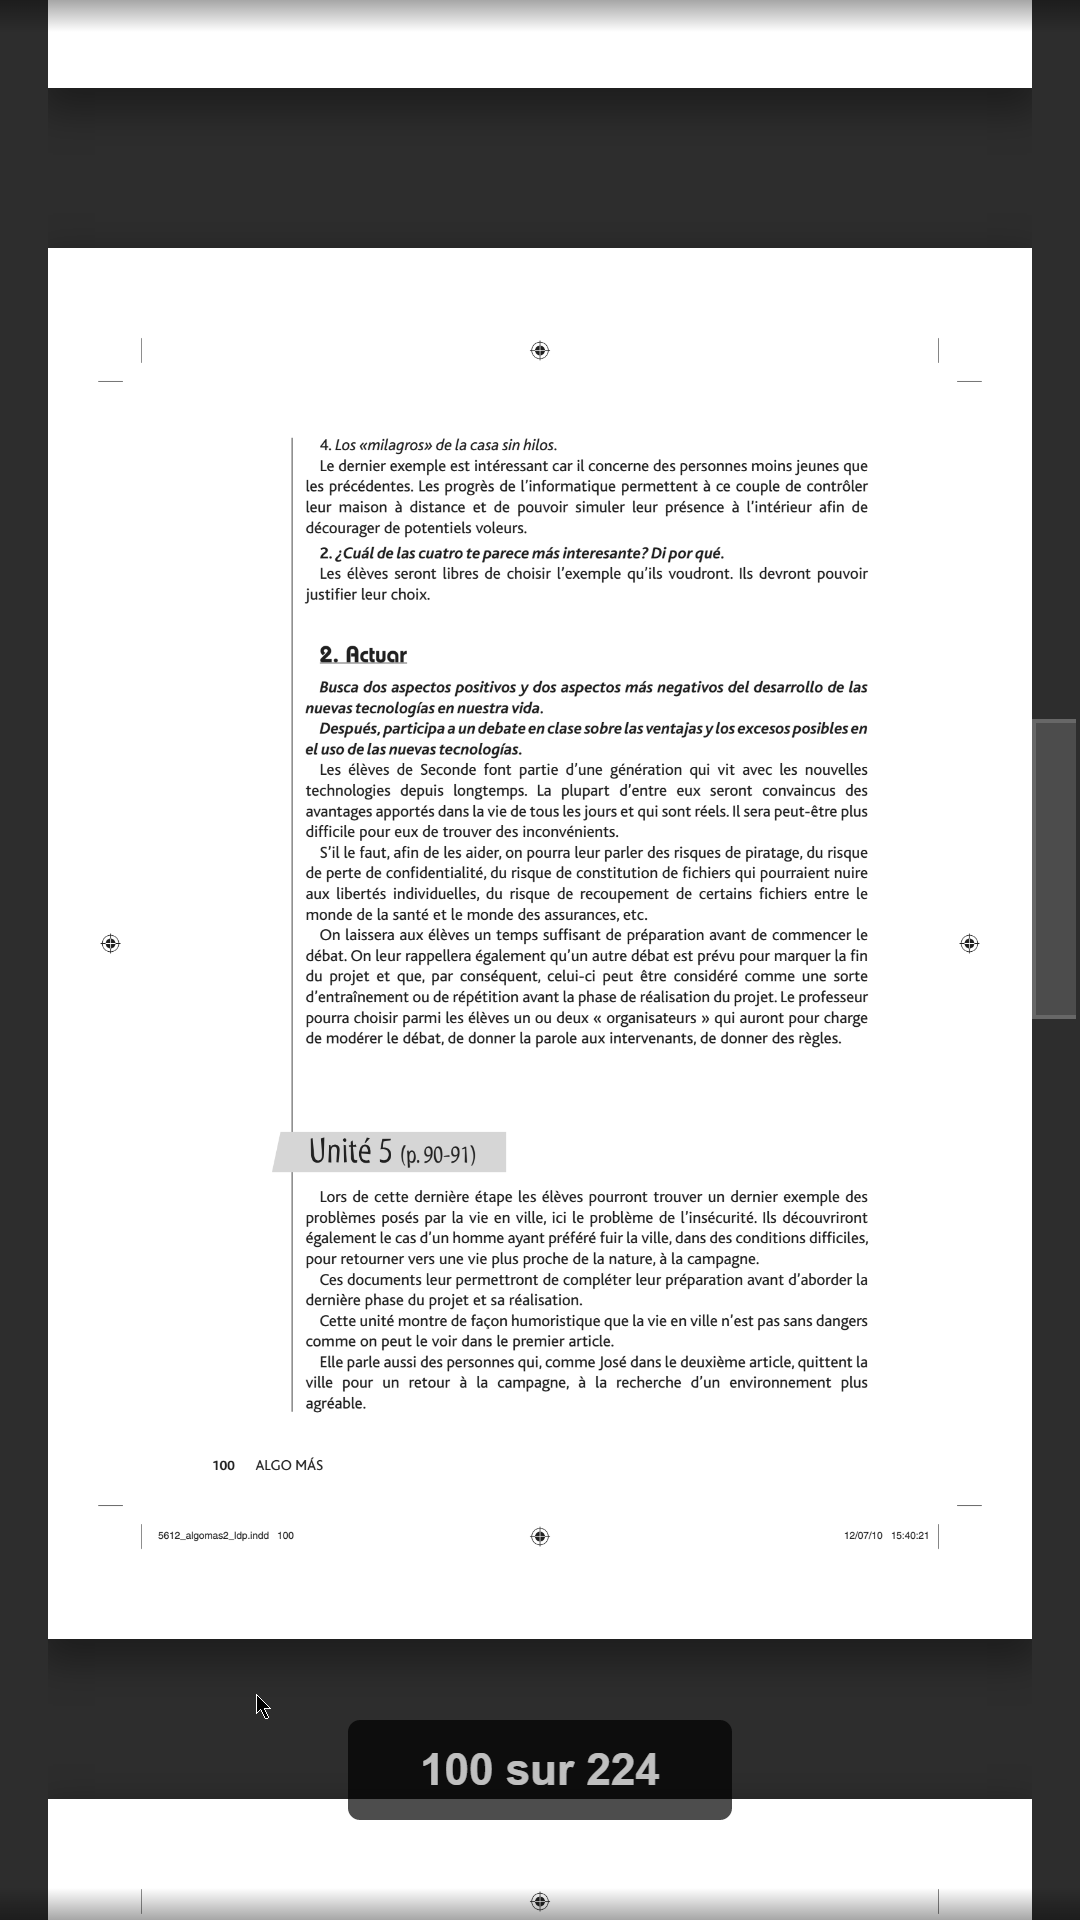 4. Los «milagros» de la casa sin hilos.
Le dernier exemple est intéressant car il concerne des personnes moins jeunes que
les précédentes. Les progrès de l’informatique permettent à ce couple de contrôler
leur maison à distance et de pouvoir simuler leur présence à l’intérieur afin de
décourager de potentiels voleurs.
2. ¿Cuál de las cuatro te parece más interesante? Di por qué.
Les élèves seront libres de choisir l’exemple qu’ils voudront. Ils devront pouvoir
justifier leur choix.
2. Actuar
Busca dos aspectos positivos y dos aspectos más negativos del desarrollo de las
nuevas tecnologías en nuestra vida.
Después, participa a un debate en clase sobre las ventajas y los excesos posibles en
el uso de las nuevas tecnologías.
Les élèves de Seconde font partie d’une génération qui vit avec les nouvelles
technologies depuis longtemps. La plupart d’entre eux seront convaincus des
avantages apportés dans la vie de tous les jours et qui sont réels. Il sera peut-être plus
difficile pour eux de trouver des inconvénients.
S’il le faut, afin de les aider, on pourra leur parler des risques de piratage, du risque
de perte de confidentialité, du risque de constitution de fichiers qui pourraient nuire
aux libertés individuelles, du risque de recoupement de certains fichiers entre le
monde de la santé et le monde des assurances, etc.
On laissera aux élèves un temps suffisant de préparation avant de commencer le
débat. On leur rappellera également qu’un autre débat est prévu pour marquer la fin
du projet et que, par conséquent, celui-ci peut être considéré comme une sorte
d’entraînement ou de répétition avant la phase de réalisation du projet. Le professeur
pourra choisir parmi les élèves un ou deux « organisateurs » qui auront pour charge
de modérer le débat, de donner la parole aux intervenants, de donner des règles.
Unité 5 (p. 90-91)
Lors de cette dernière étape les élèves pourront trouver un dernier exemple des
problèmes posés par la vie en ville, ici le problème de l’insécurité. Ils découvriront
également le cas d’un homme ayant préféré fuir la ville, dans des conditions difficiles,
pour retourner vers une vie plus proche de la nature, à la campagne.
Ces documents leur permettront de compléter leur préparation avant d’aborder la
dernière phase du projet et sa réalisation.
Cette unité montre de façon humoristique que la vie en ville n’est pas sans dangers
comme on peut le voir dans le premier article.
Elle parle aussi des personnes qui, comme José dans le deuxième article, quittent la
ville pour un retour à la campagne, à la recherche d’un environnement plus
agréable.
100 ALGO MÁS
5612_algomas2_ldp.indd 100 12/07/10 15:40:21
100 sur 224